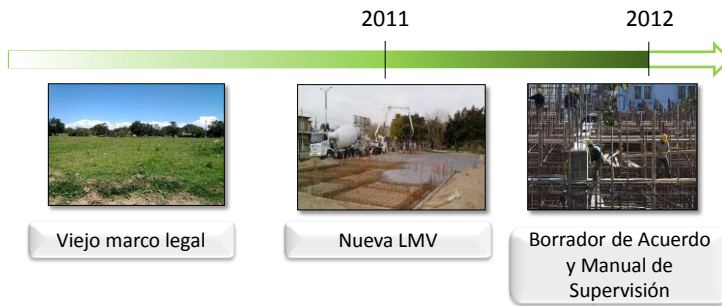 2011
2012
Viejo marco legal
Nueva LMV
Borrador de Acuerdo
y Manual de
Supervisión